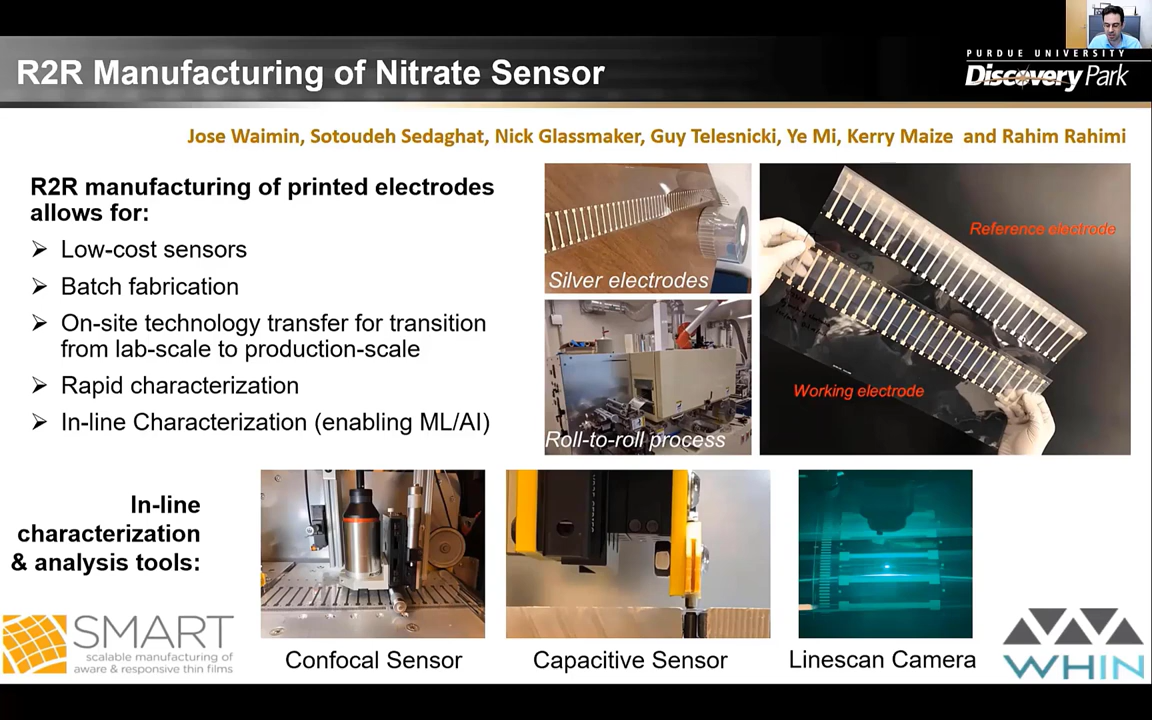 R2R Manufacturing of Nitrate Sensor
PURDUE UNIVERSITY
Discovery Park
Jose Waimin, Sotoudeh Sedaghat, Nick Glassmaker, Guy Telesnicki, Ye Mi, Kerry Maize and Rahim Rahimi
R2R manufacturing of printed electrodes
allows for:
➢ Low-cost sensors
➢ Batch fabrication
➢ On-site technology transfer for transition
from lab-scale to production-scale
➢ Rapid characterization
➢ In-line Characterization (enabling ML/AI)
Silver electrodes
Roll-to-roll process
Reference electrode
Working electrode
In-line
characterization
& analysis tools:
Confocal Sensor
Capacitive Sensor
Linescan Camera
SMART
scalable manufacturing of
aware & responsive thin films
WHIN